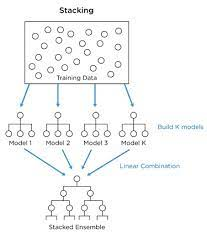 Stacking
Training Data
Build K models
Model 1 Model 2 Model 3 Model K
Linear Combination
Stacked Ensemble